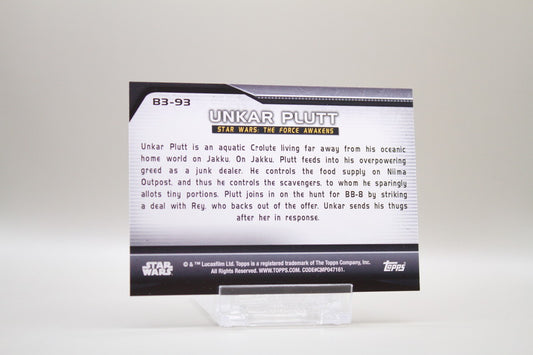 B3-93
UNKAR PLUTT
STAR WARS: THE FORCE AWAKENS
Unkar Plutt is an aquatic Crolute living far away from his oceanic
home world on Jakku. On Jakku, Plutt feeds into his overpowering
greed as a junk dealer. He controls the food supply on Niima
Outpost, and thus he controls the scavengers, to whom he sparingly
allots tiny portions. Plutt joins in on the hunt for BB-8 by striking
a deal with Rey, who backs out of the offer. Unkar sends his thugs
after her in response.
STAR
WARS
© & ™ Lucasfilm Ltd. Topps is a registered trademark of The Topps Company, Inc.
All Rights Reserved. WWW.TOPPS.COM. CODE#CMP047161.
Topps